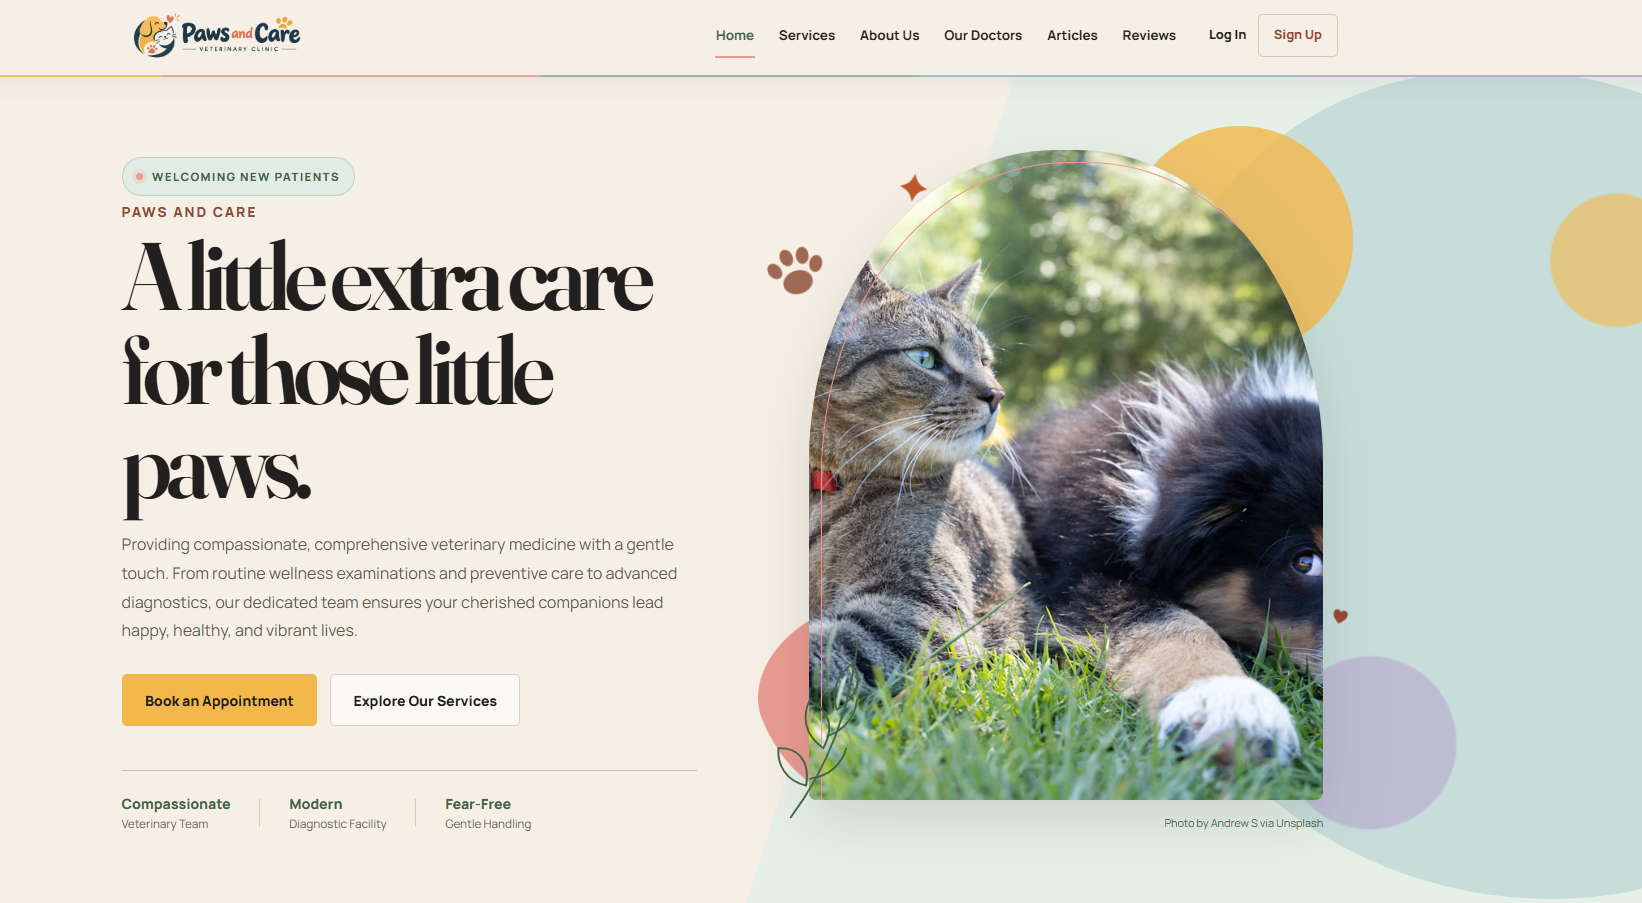 Paws and Care
VETERINARY CLINIC
Home
Services
About Us
Our Doctors
Articles
Reviews
Log In
Sign Up
WELCOMING NEW PATIENTS
PAWS AND CARE
A little extra care
for those little
paws.
Providing compassionate, comprehensive veterinary medicine with a gentle
touch. From routine wellness examinations and preventive care to advanced
diagnostics, our dedicated team ensures your cherished companions lead
happy, healthy, and vibrant lives.
Book an Appointment
Explore Our Services
Compassionate
Veterinary Team
Modern
Diagnostic Facility
Fear-Free
Gentle Handling
Photo by Andrew S via Unsplash